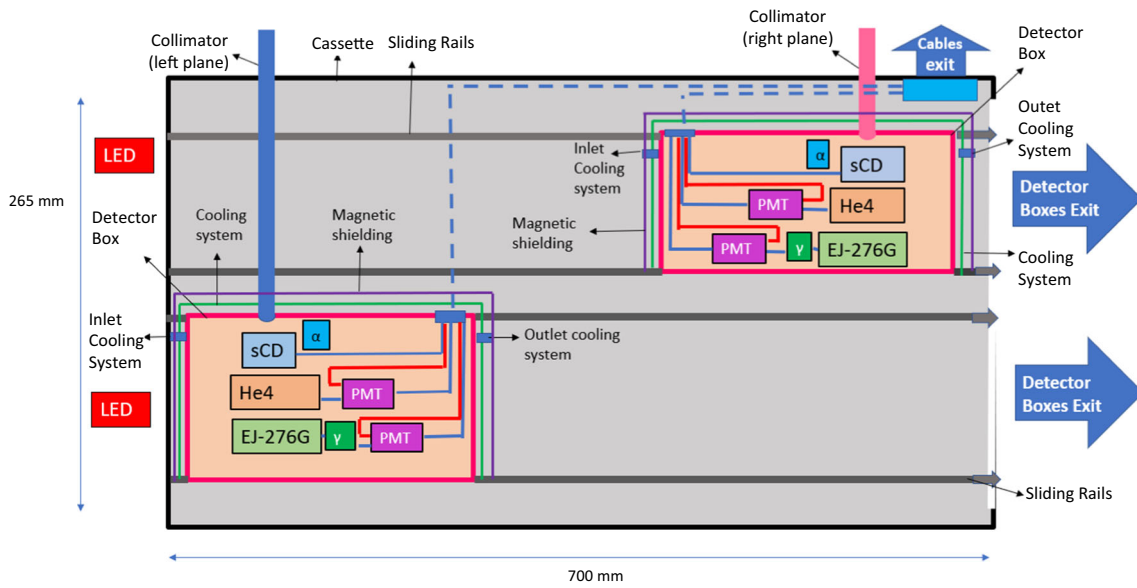 Collimator
(left plane)
Cassette
Sliding Rails
Collimator
(right plane)
Cables
exit
Detector
Box
LED
Inlet
Cooling
system
α
sCD
Outet
Cooling
System
265 mm
PMT
He4
Detector
Boxes Exit
Detector
Box
Cooling
system
Magnetic
shielding
Magnetic
shielding
PMT
γ
EJ-276G
Cooling
System
Inlet
Cooling
System
α
sCD
Outlet cooling
system
LED
He4
PMT
Detector
Boxes Exit
EJ-276G
γ
PMT
Sliding Rails
700 mm